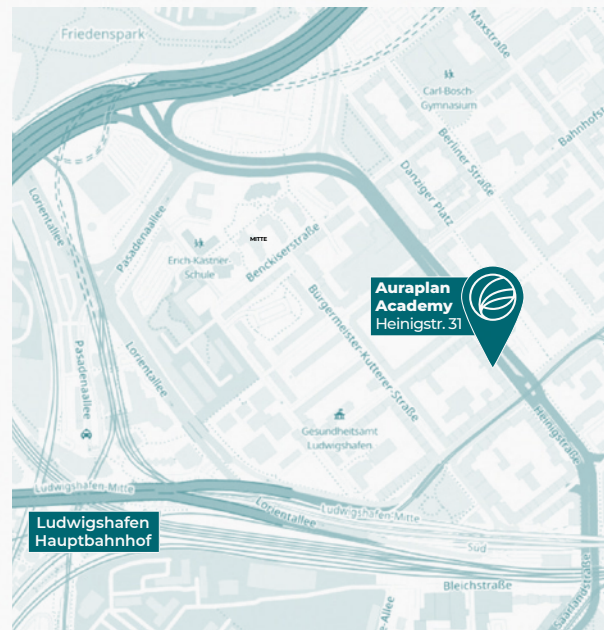 Friedenspark
Maxstraße
Carl-Bosch-
Gymnasium
Bahnhofst
Berliner Straße
Danziger Platz
Lorientallee
Pasadenaallee
MITTE
Erich-Kästner-
Schule
Benckiserstraße
Auraplan
Academy
Heinigstr. 31
Bürgermeister-Kutterer-Straße
Pasadenaallee
Lorientallee
Gesundheitsamt
Ludwigshafen
Heinigstraße
Ludwigshafen-Mitte
Lorientallee
Ludwigshafen-Mitte
Ludwigshafen
Hauptbahnhof
Süd
Bleichstraße
Saarlandstraße
-Allee